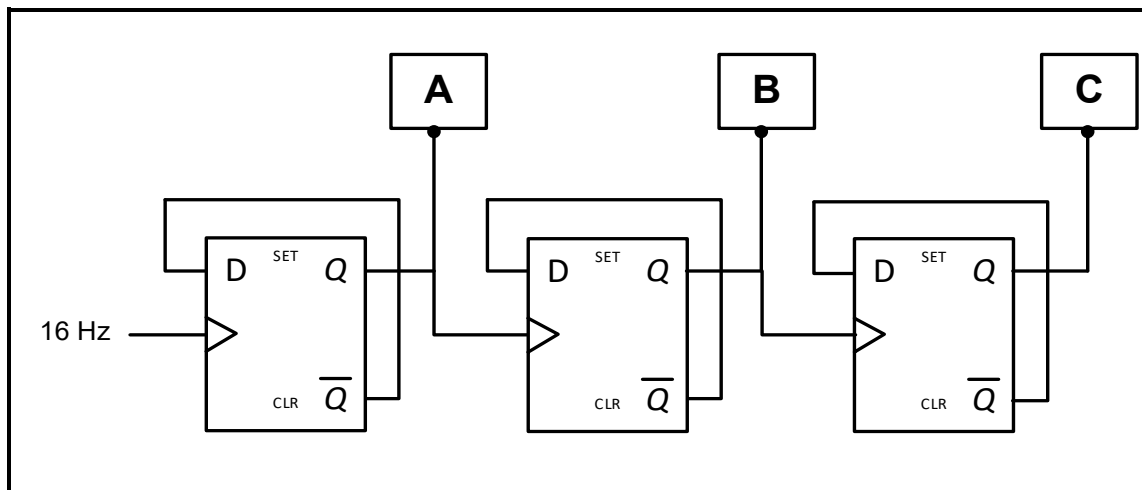 A
B
C
D SET Q
D SET Q
D SET Q
16 Hz
CLR Q̅
CLR Q̅
CLR Q̅